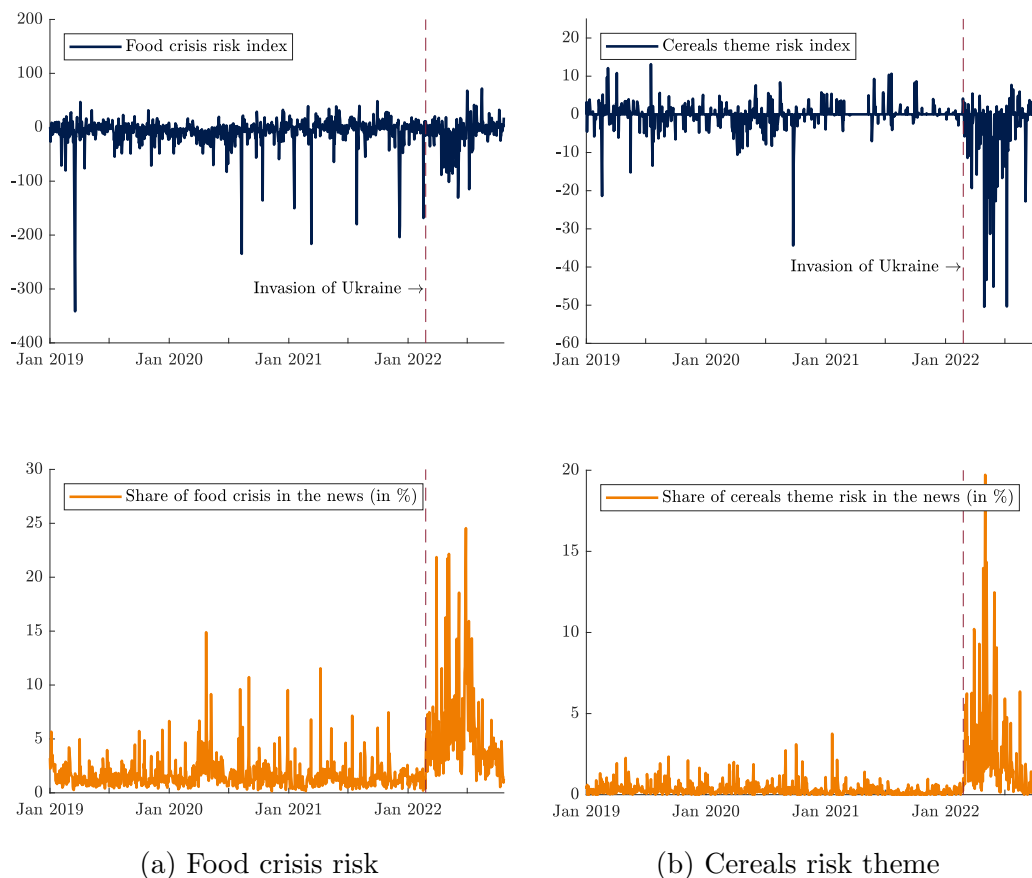 200
100
0
-100
-200
-300
-400
Food crisis risk index
Invasion of Ukraine →
Jan 2019 Jan 2020 Jan 2021 Jan 2022
20
10
0
-10
-20
-30
-40
-50
-60
Cereals theme risk index
Invasion of Ukraine →
Jan 2019 Jan 2020 Jan 2021 Jan 2022
30
25
20
15
10
5
0
Share of food crisis in the news (in %)
Jan 2019 Jan 2020 Jan 2021 Jan 2022
20
15
10
5
0
Share of cereals theme risk in the news (in %)
Jan 2019 Jan 2020 Jan 2021 Jan 2022
(a) Food crisis risk
(b) Cereals risk theme